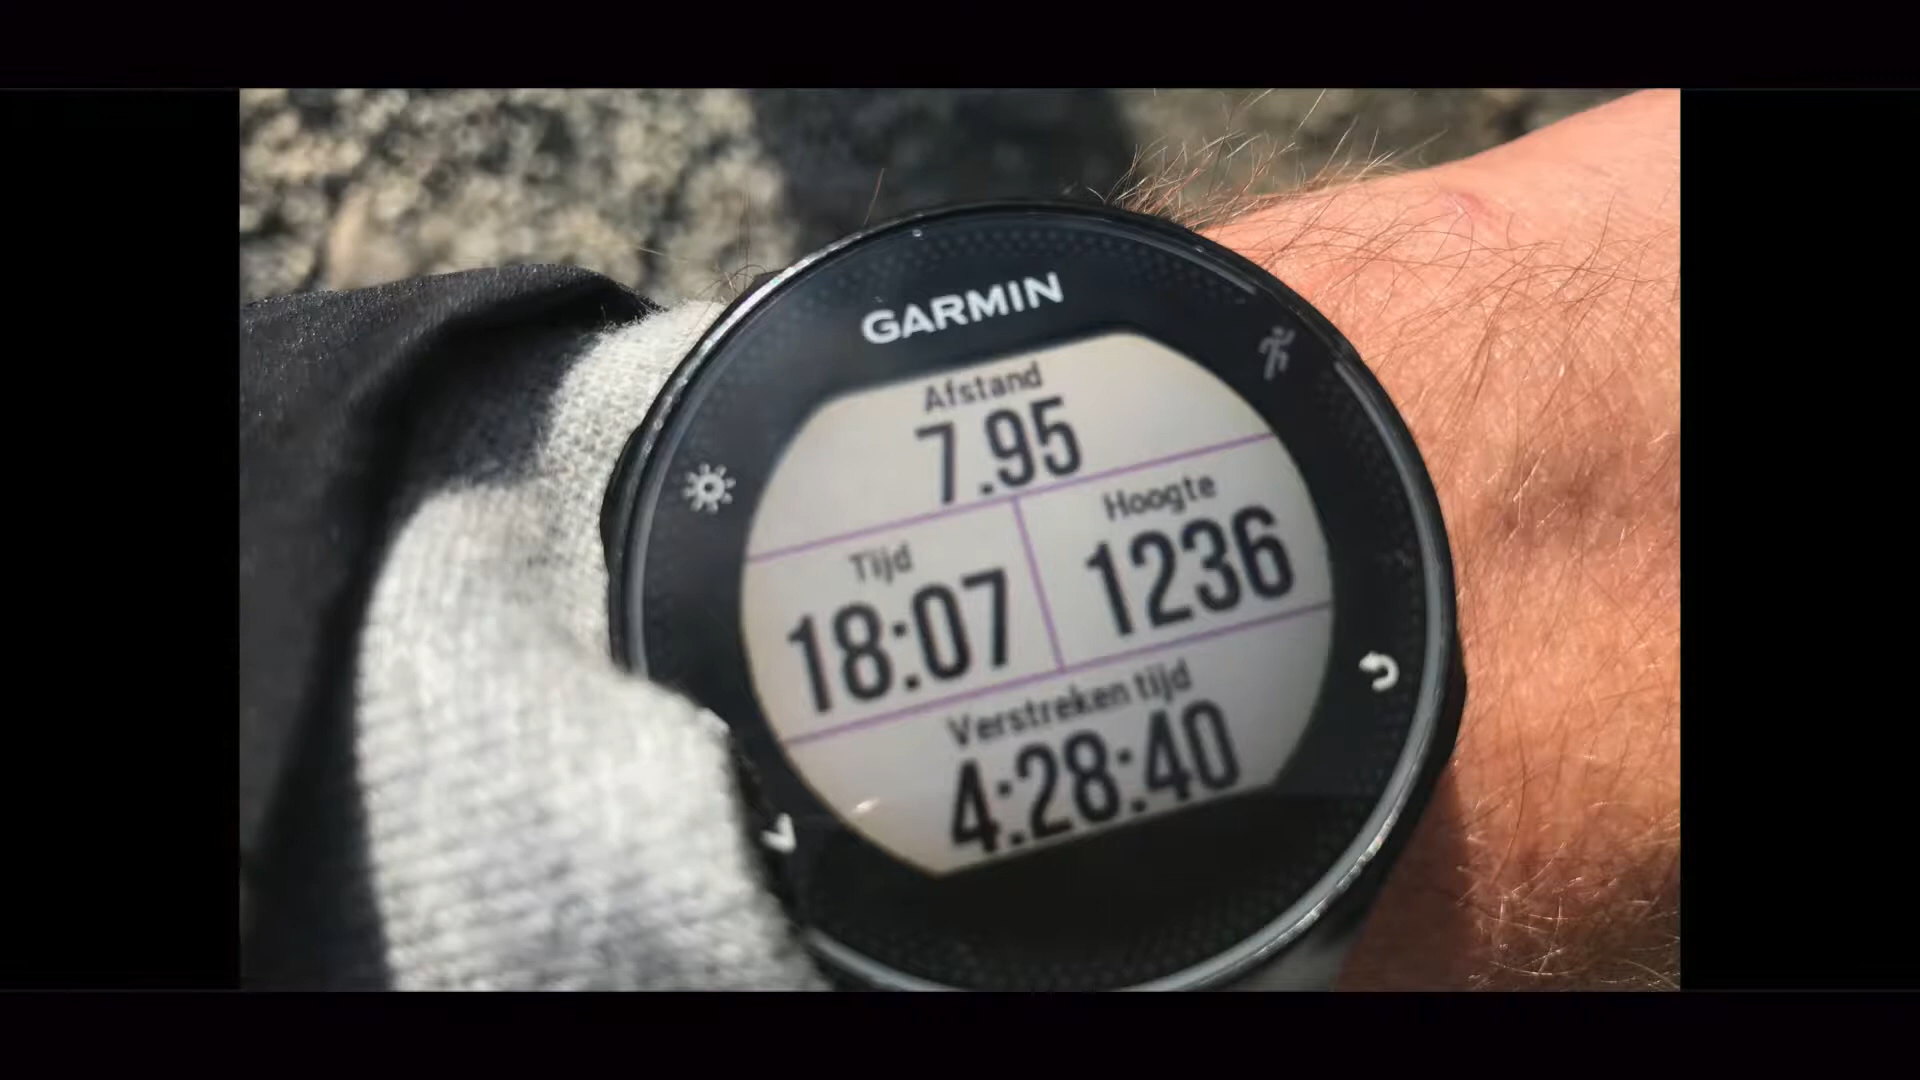 GARMIN
Afstand
7.95
Tijd
Hoogte
18:07
1236
Verstreken tijd
4:28:40